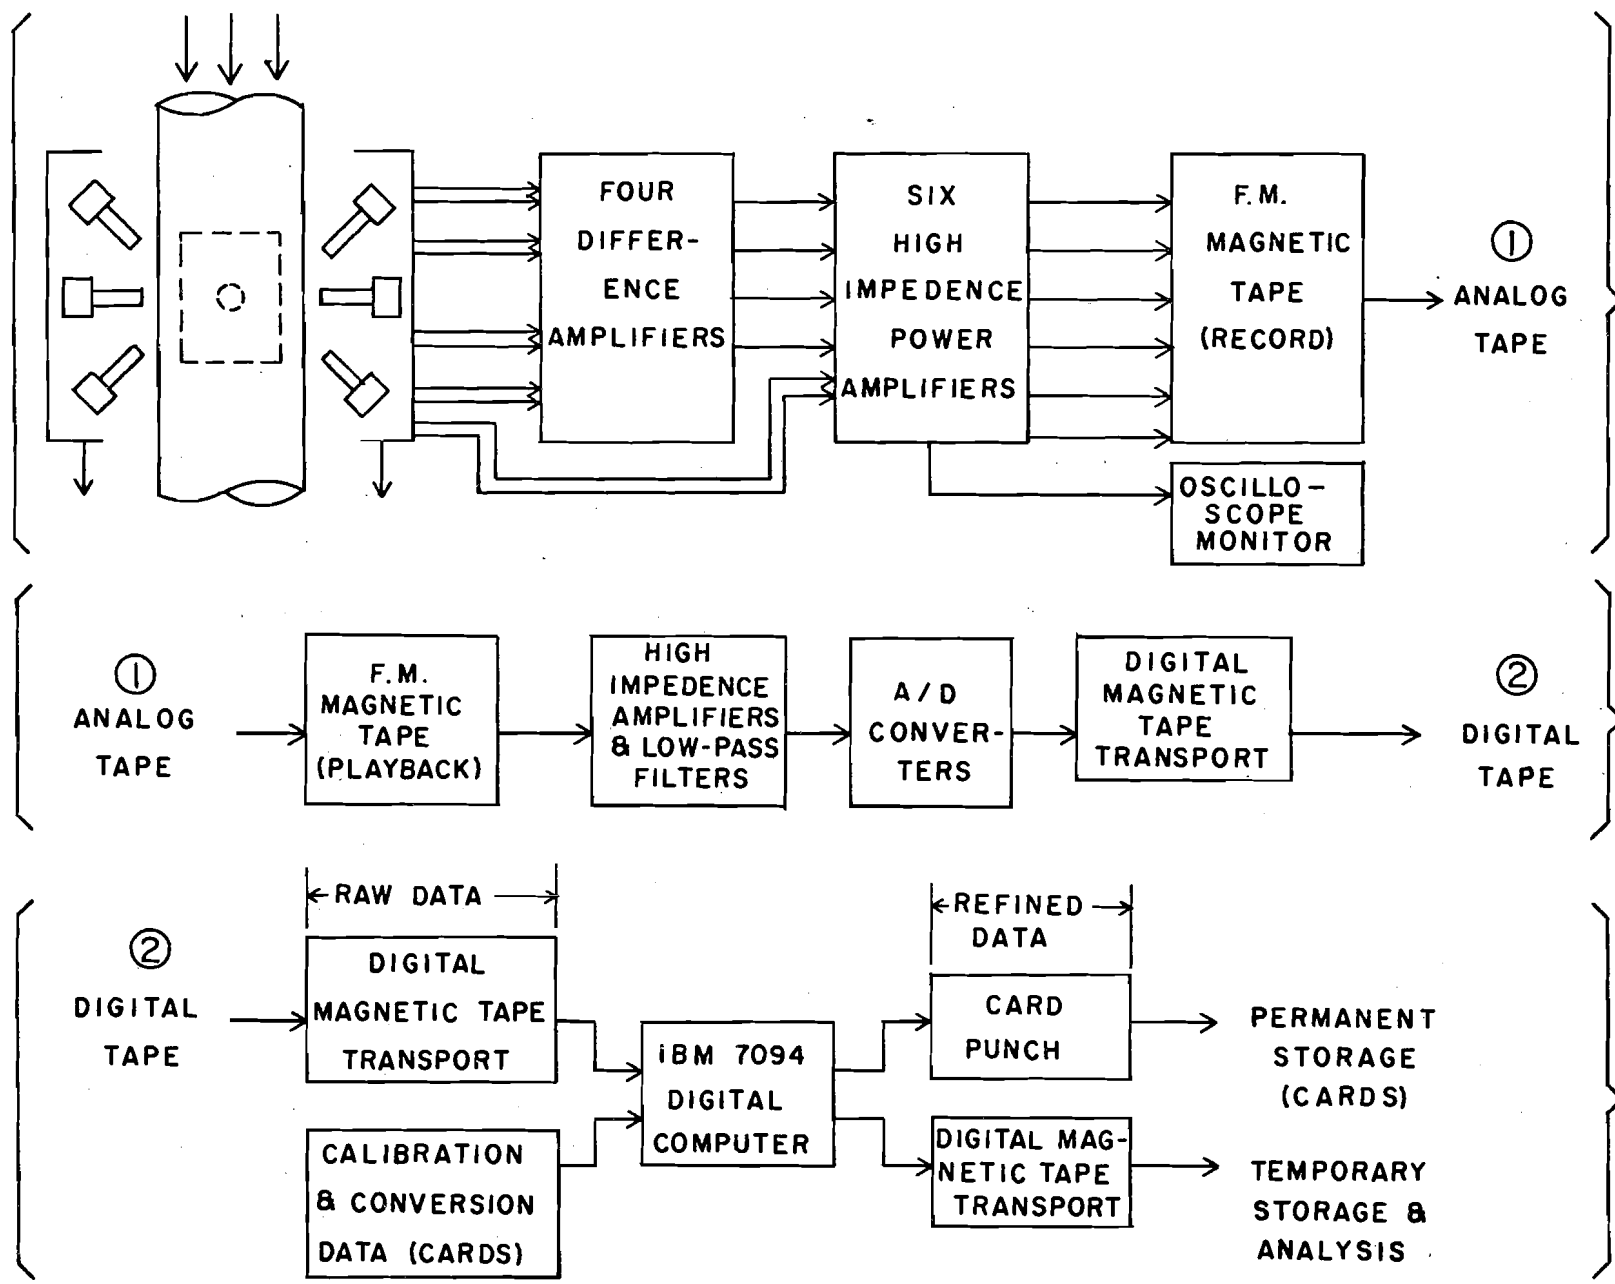 FOUR
DIFFER-
ENCE
AMPLIFIERS
SIX
HIGH
IMPEDENCE
POWER
AMPLIFIERS
F.M.
MAGNETIC
TAPE
(RECORD)
①
ANALOG
TAPE
OSCILLO-
SCOPE
MONITOR
①
ANALOG
TAPE
F.M.
MAGNETIC
TAPE
(PLAYBACK)
HIGH
IMPEDENCE
AMPLIFIERS
& LOW-PASS
FILTERS
A/D
CONVER-
TERS
DIGITAL
MAGNETIC
TAPE
TRANSPORT
②
DIGITAL
TAPE
RAW DATA
②
DIGITAL
TAPE
DIGITAL
MAGNETIC TAPE
TRANSPORT
CALIBRATION
& CONVERSION
DATA (CARDS)
IBM 7094
DIGITAL
COMPUTER
REFINED
DATA
CARD
PUNCH
DIGITAL MAG-
NETIC TAPE
TRANSPORT
PERMANENT
STORAGE
(CARDS)
TEMPORARY
STORAGE &
ANALYSIS